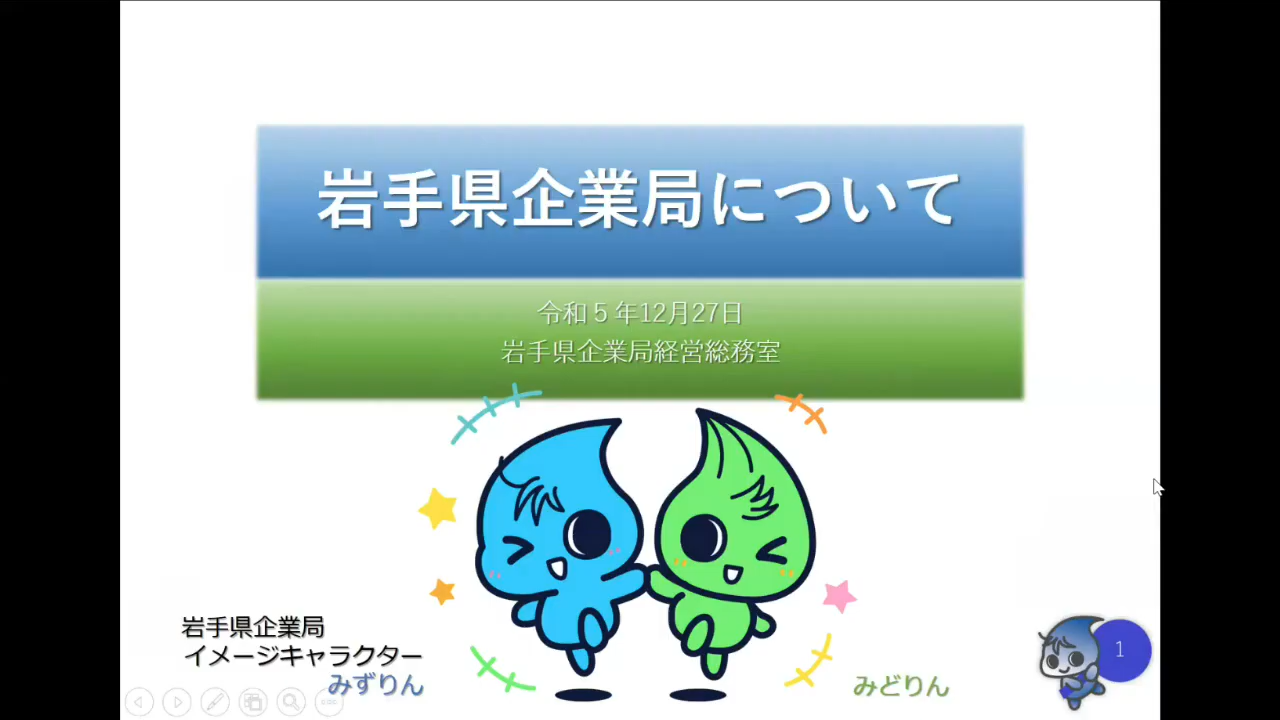 岩手県企業局について
令和５年12月27日
岩手県企業局経営総務室
岩手県企業局
イメージキャラクター
みずりん
みどりん
1